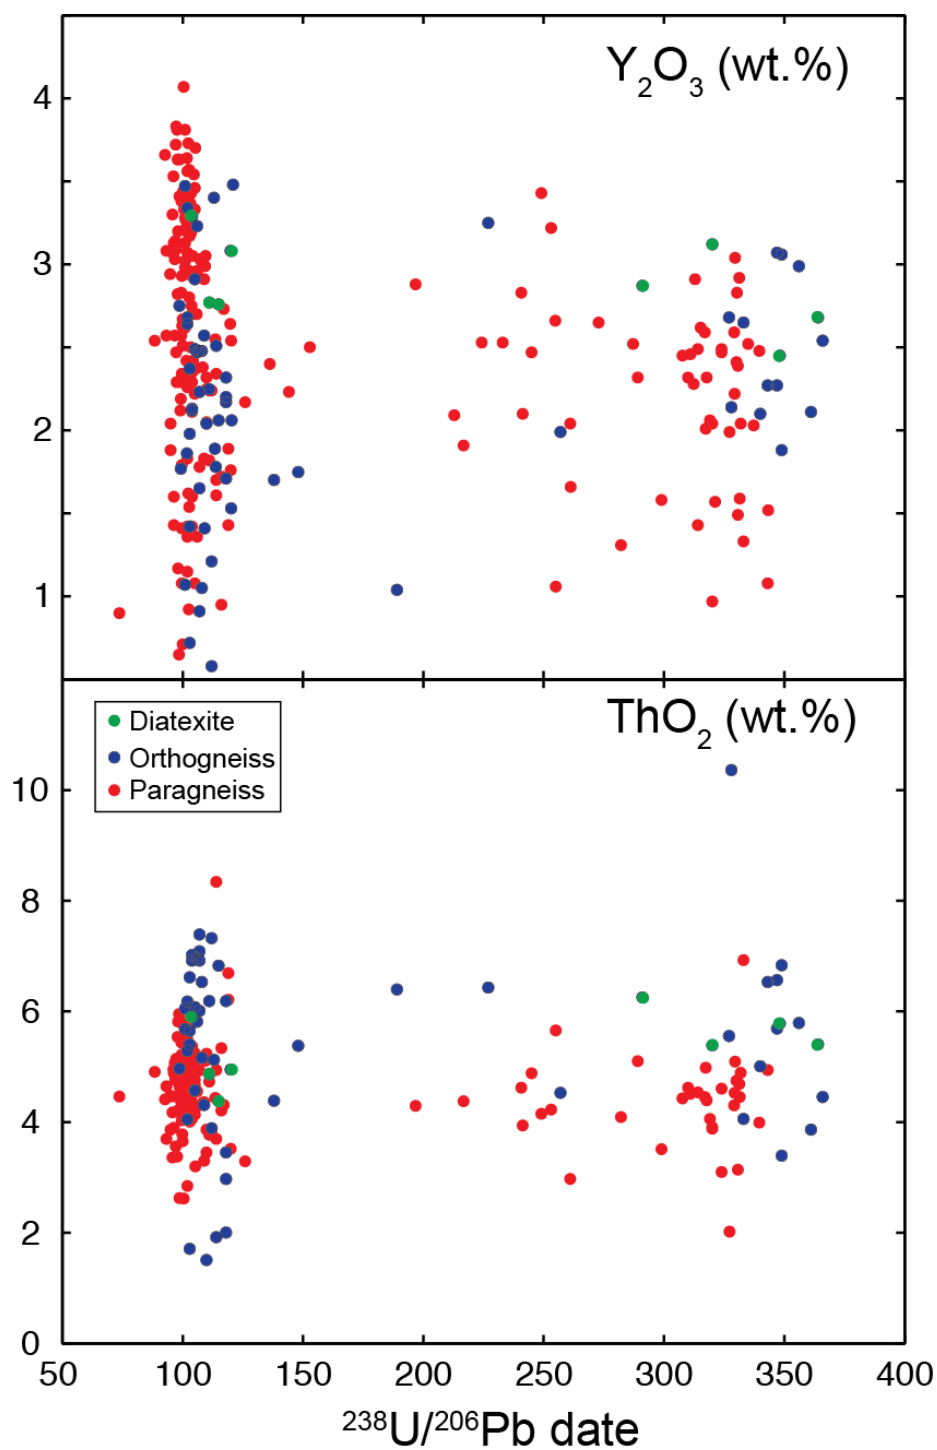 Y₂O₃ (wt.%)
4
3
2
1
ThO₂ (wt.%)
Diatexite
Orthogneiss
Paragneiss
10
8
6
4
2
0
50 100 150 200 250 300 350 400
²³⁸U/²⁰⁶Pb date